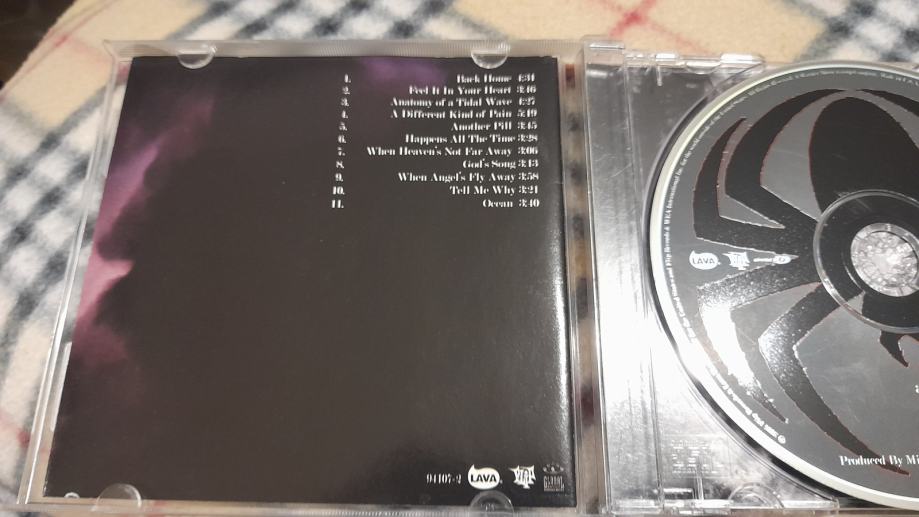 1. Back Home 4:34
2. Feel It In Your Heart 3:46
3. Anatomy of a Tidal Wave 4:27
4. A Different Kind of Pain 5:19
5. Another Pill 3:45
6. Happens All The Time 3:28
7. When Heaven's Not Far Away 3:06
8. God's Song 3:43
9. When Angel's Fly Away 3:58
10. Tell Me Why 3:21
11. Ocean 3:40
94107-2 LAVA
LAVA
Produced By Mi